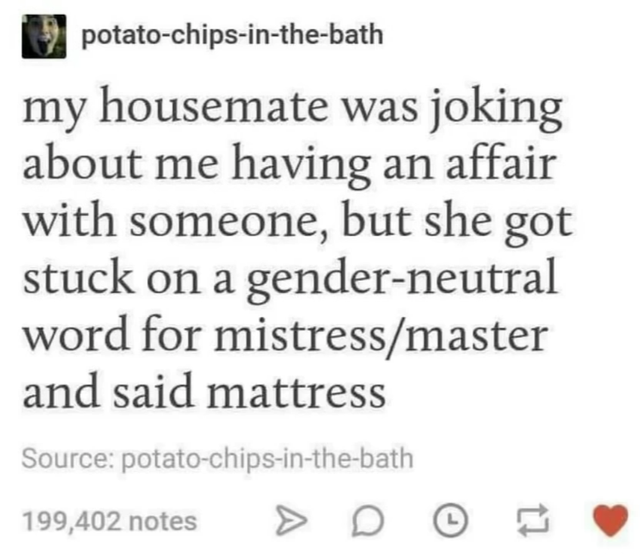 potato-chips-in-the-bath
my housemate was joking
about me having an affair
with someone, but she got
stuck on a gender-neutral
word for mistress/master
and said mattress
Source: potato-chips-in-the-bath
199,402 notes